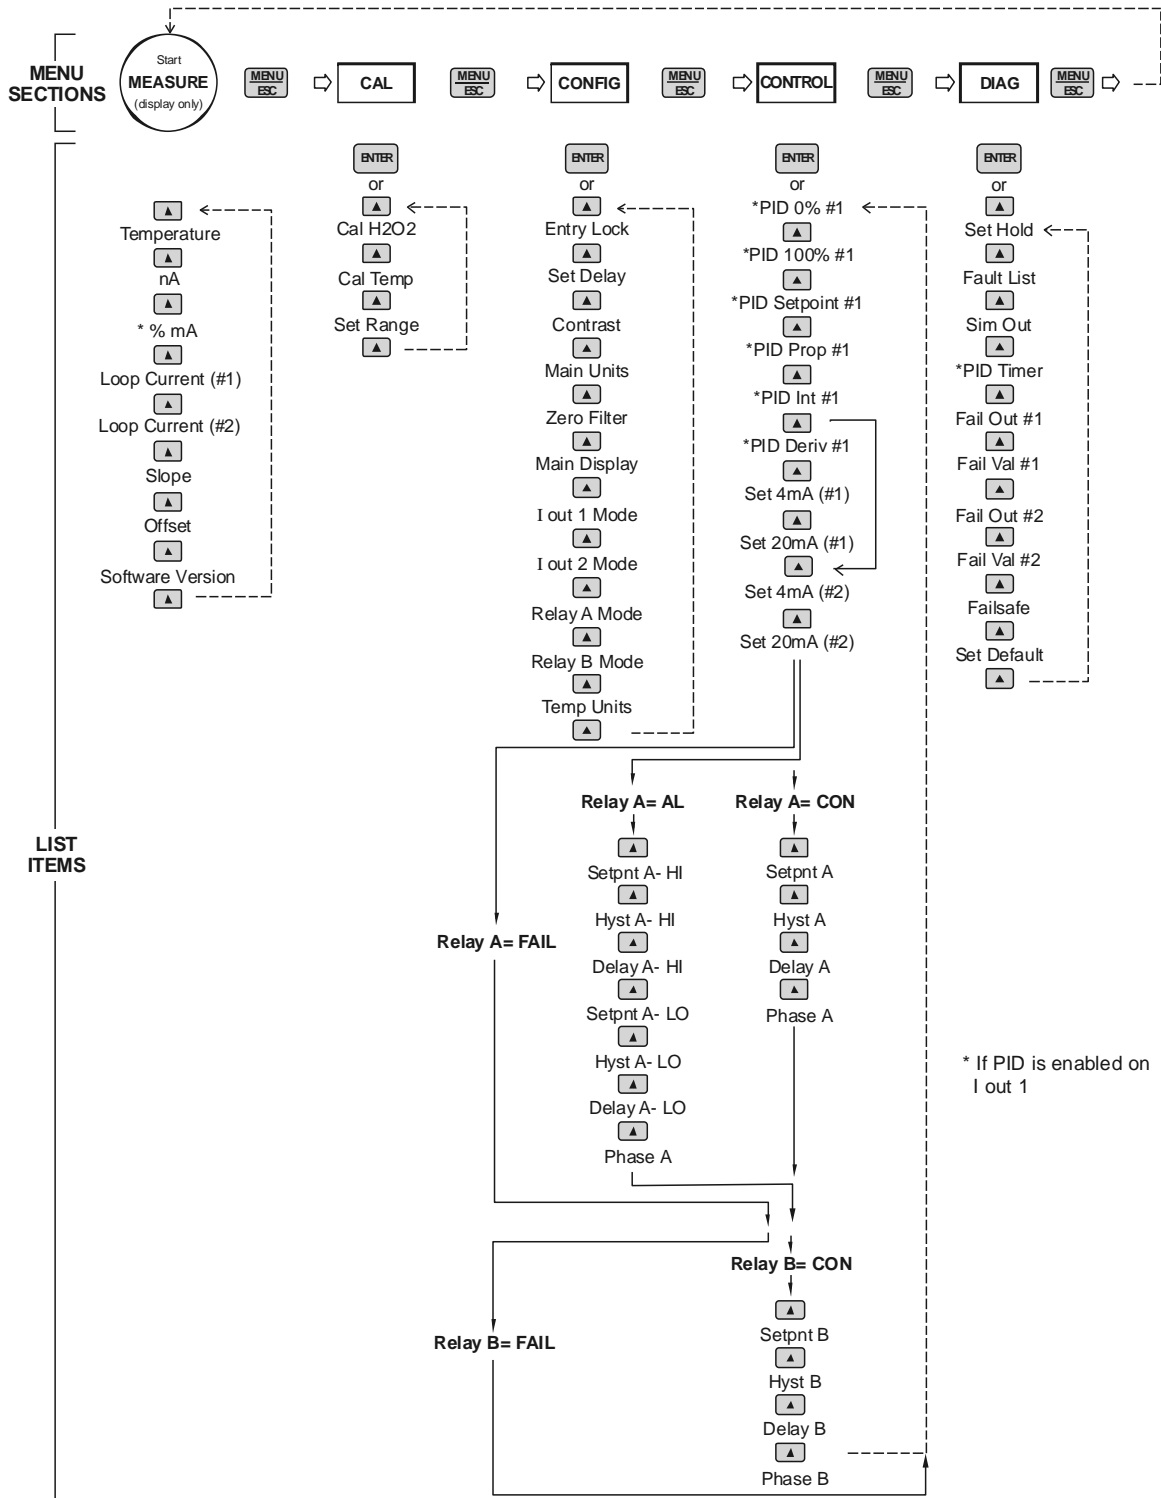 MENU
SECTIONS
Start
MEASURE
(display only)
MENU
ESC
CAL
MENU
ESC
CONFIG
MENU
ESC
CONTROL
MENU
ESC
DIAG
MENU
ESC
LIST
ITEMS
Temperature
nA
* % mA
Loop Current (#1)
Loop Current (#2)
Slope
Offset
Software Version
ENTER
or
Cal H2O2
Cal Temp
Set Range
ENTER
or
Entry Lock
Set Delay
Contrast
Main Units
Zero Filter
Main Display
I out 1 Mode
I out 2 Mode
Relay A Mode
Relay B Mode
Temp Units
ENTER
or
*PID 0% #1
*PID 100% #1
*PID Setpoint #1
*PID Prop #1
*PID Int #1
*PID Deriv #1
Set 4mA (#1)
Set 20mA (#1)
Set 4mA (#2)
Set 20mA (#2)
ENTER
or
Set Hold
Fault List
Sim Out
*PID Timer
Fail Out #1
Fail Val #1
Fail Out #2
Fail Val #2
Failsafe
Set Default
Relay A= FAIL
Relay A= AL
Setpnt A- HI
Hyst A- HI
Delay A- HI
Setpnt A- LO
Hyst A- LO
Delay A- LO
Phase A
Relay A= CON
Setpnt A
Hyst A
Delay A
Phase A
* If PID is enabled on
I out 1
Relay B= FAIL
Relay B= CON
Setpnt B
Hyst B
Delay B
Phase B